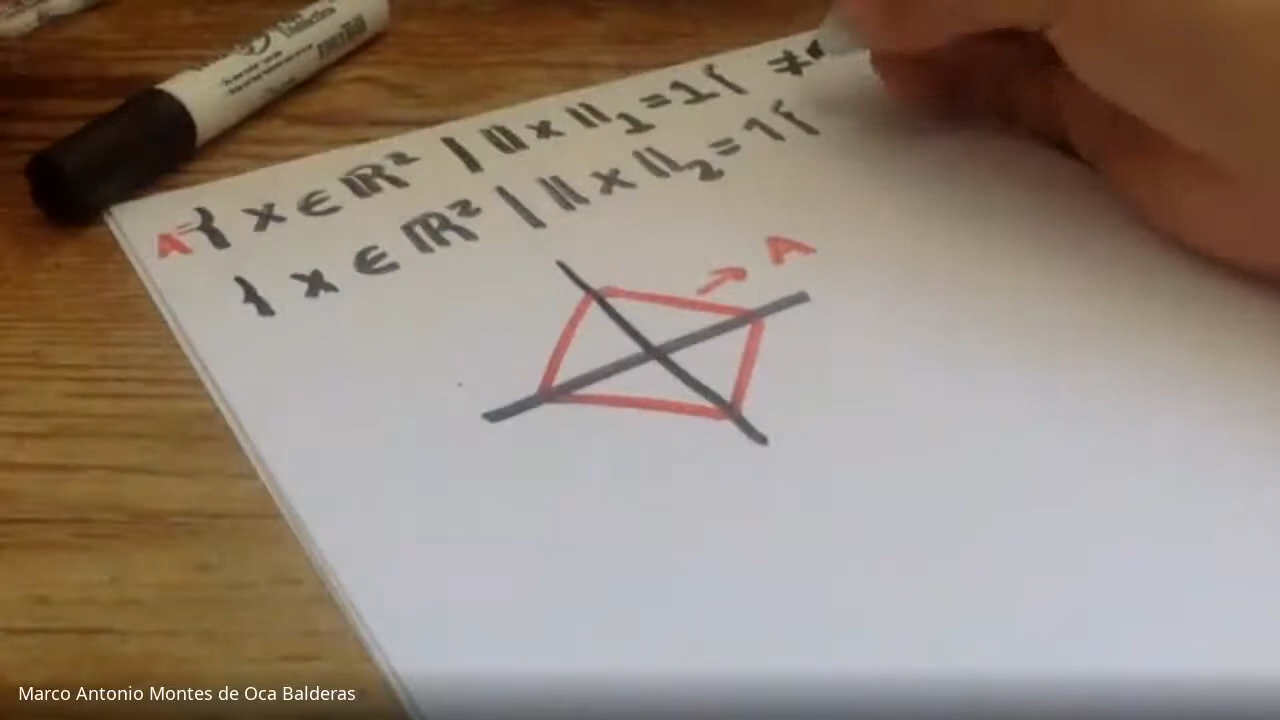 A={x ∈ ℝ² | ||x||₁ = 1{ ≠
{x ∈ ℝ² | ||x||₂ = 1{
→ A
Marco Antonio Montes de Oca Balderas